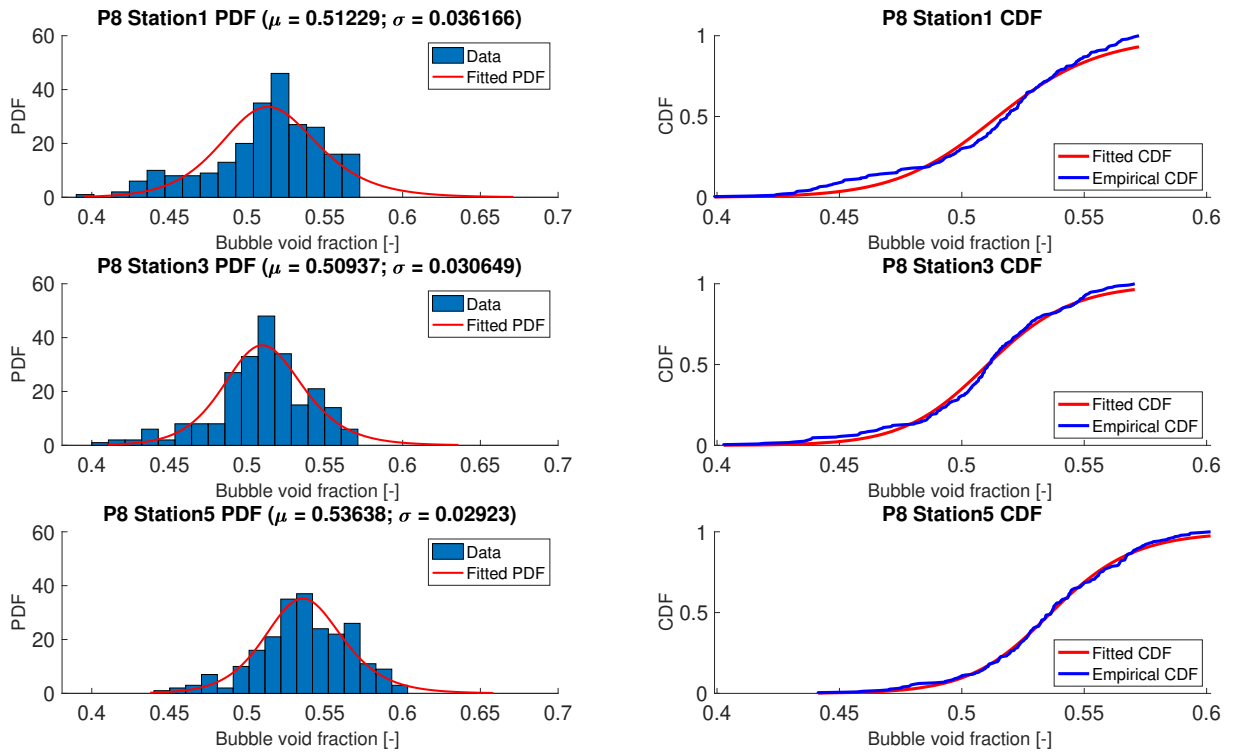 P8 Station1 PDF (μ = 0.51229; σ = 0.036166)
60
40
20
0
PDF
Data
Fitted PDF
0.4 0.45 0.5 0.55 0.6 0.65 0.7
Bubble void fraction [-]
P8 Station1 CDF
1
0.5
0
CDF
Fitted CDF
Empirical CDF
0.4 0.45 0.5 0.55 0.6
Bubble void fraction [-]
P8 Station3 PDF (μ = 0.50937; σ = 0.030649)
60
40
20
0
PDF
Data
Fitted PDF
0.4 0.45 0.5 0.55 0.6 0.65 0.7
Bubble void fraction [-]
P8 Station3 CDF
1
0.5
0
CDF
Fitted CDF
Empirical CDF
0.4 0.45 0.5 0.55 0.6
Bubble void fraction [-]
P8 Station5 PDF (μ = 0.53638; σ = 0.02923)
60
40
20
0
PDF
Data
Fitted PDF
0.4 0.45 0.5 0.55 0.6 0.65 0.7
Bubble void fraction [-]
P8 Station5 CDF
1
0.5
0
CDF
Fitted CDF
Empirical CDF
0.4 0.45 0.5 0.55 0.6
Bubble void fraction [-]